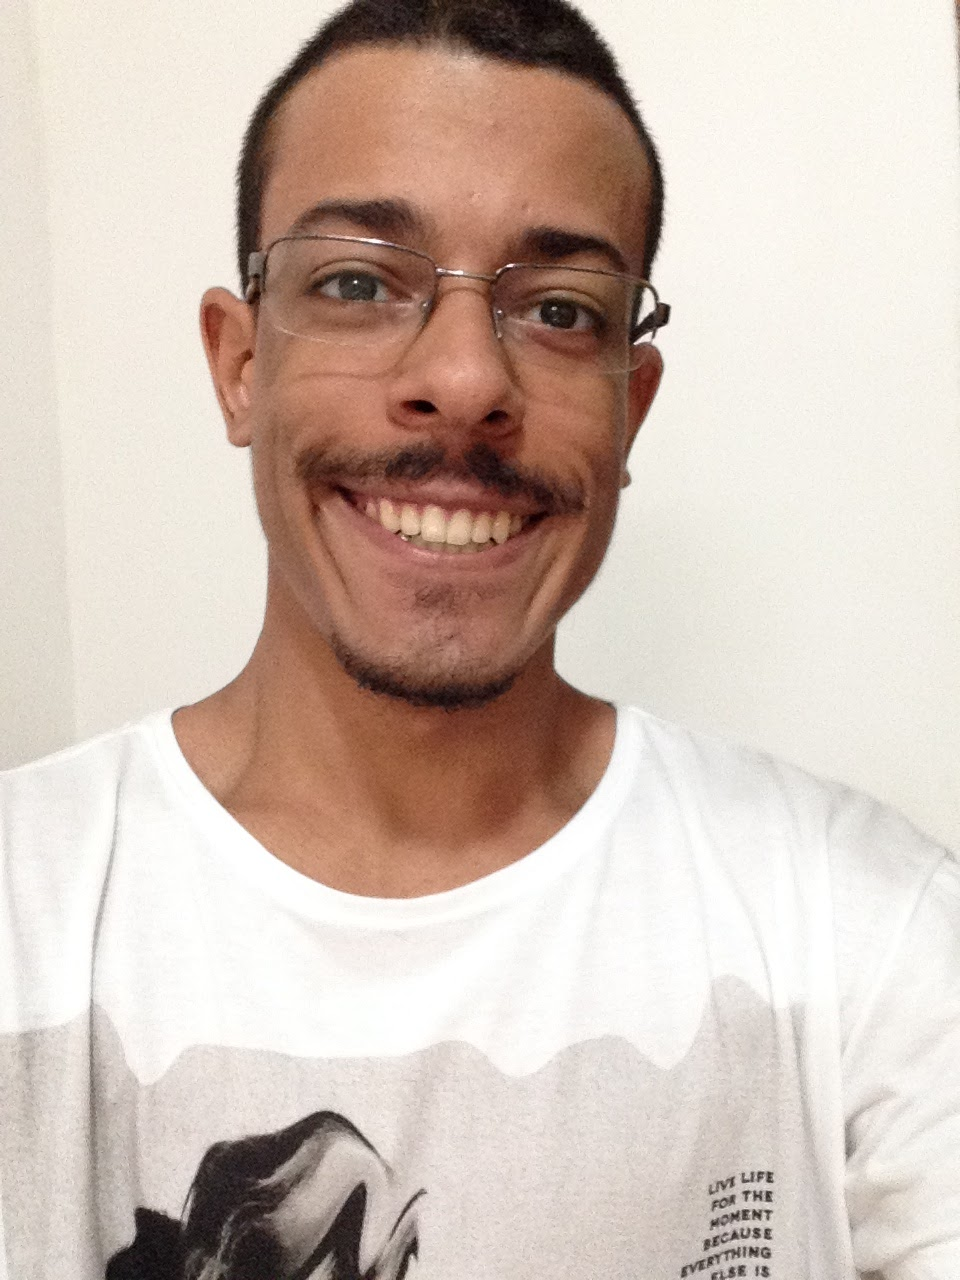 LIVE LIFE
FOR THE
MOMENT
BECAUSE
EVERYTHING
ELSE IS